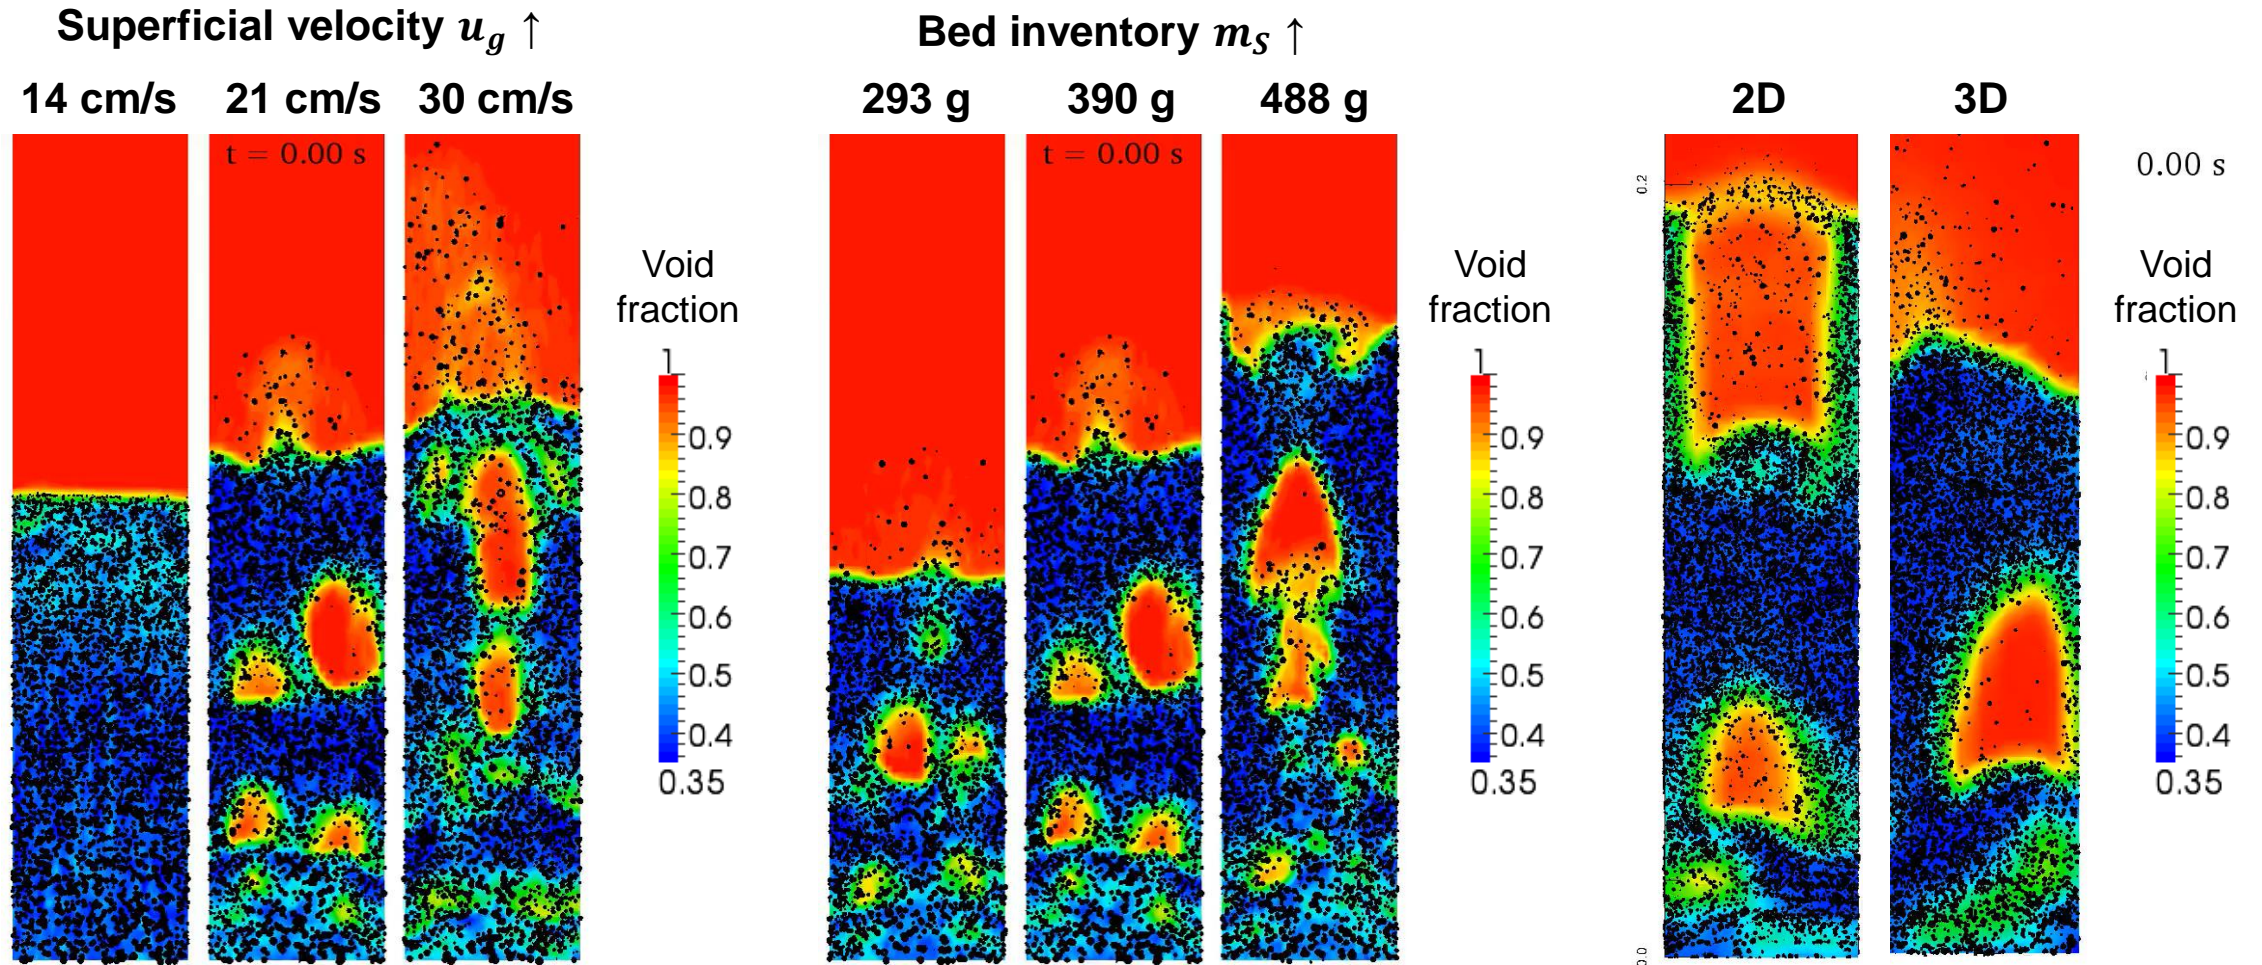 Superficial velocity u_g ↑
14 cm/s 21 cm/s 30 cm/s
t = 0.00 s
Void
fraction
1
0.9
0.8
0.7
0.6
0.5
0.4
0.35
Bed inventory m_S ↑
293 g 390 g 488 g
t = 0.00 s
Void
fraction
1
0.9
0.8
0.7
0.6
0.5
0.4
0.35
2D 3D
0.2
0.0
0.00 s
Void
fraction
1
0.9
0.8
0.7
0.6
0.5
0.4
0.35